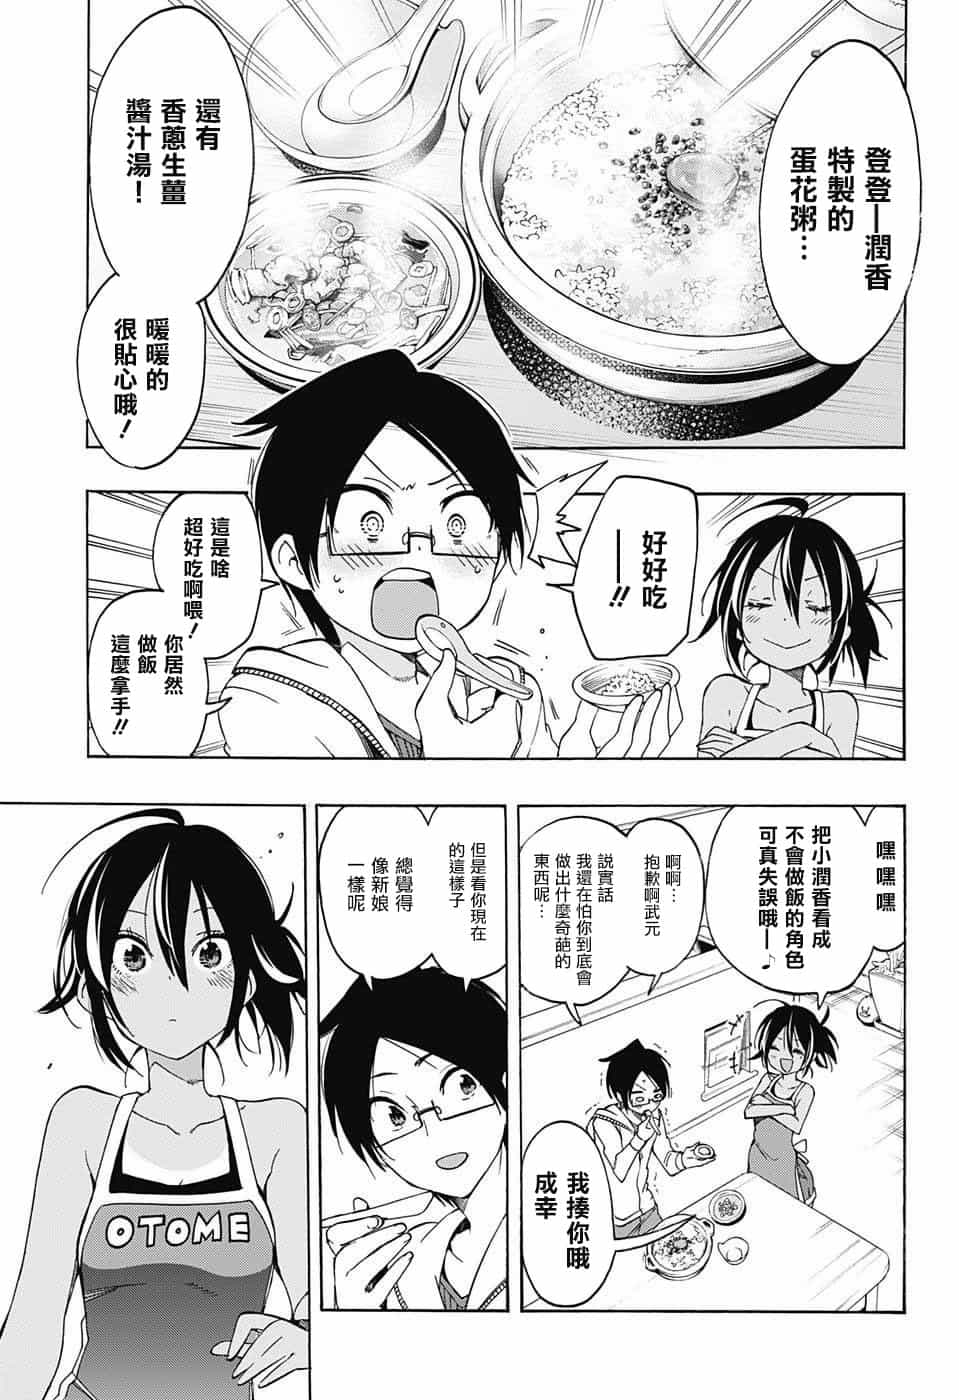 登登—潤香
特製的
蛋花粥…
還有
香蔥生薑
醬汁湯！
暖暖的
很貼心哦！
好好吃
——!!
這是啥
超好吃啊喂！
你居然
做飯
這麼拿手!!
嘿嘿嘿
把小潤香看成
不會做飯的角色
可真失誤哦—♪
啊啊…
抱歉啊武元
說實話
我還在怕你到底會
做出什麼奇葩的
東西呢…
我揍你哦
成幸
但是看你現在
的這樣子
總覺得
像新娘
一樣呢
OTOME